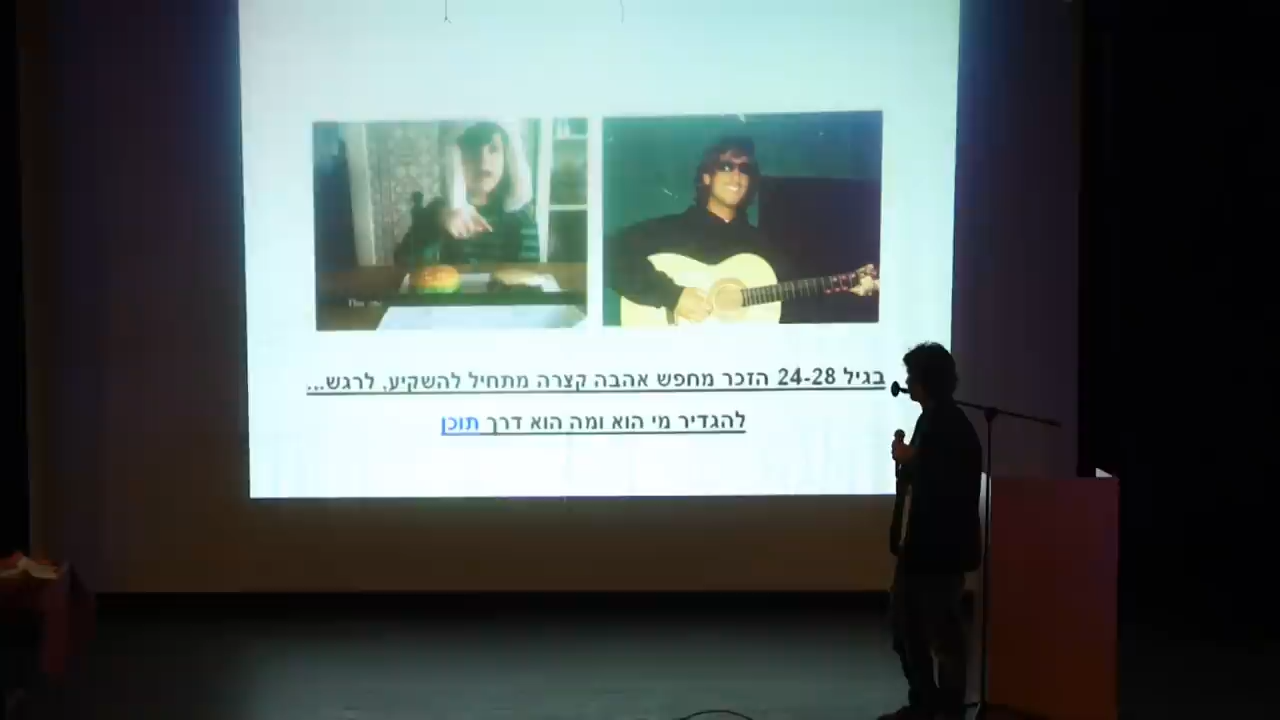 בגיל 24-28 הזכר מחפש אהבה קצרה מתחיל להשקיע, לרגש...
להגדיר מי הוא ומה הוא דרך תוכן